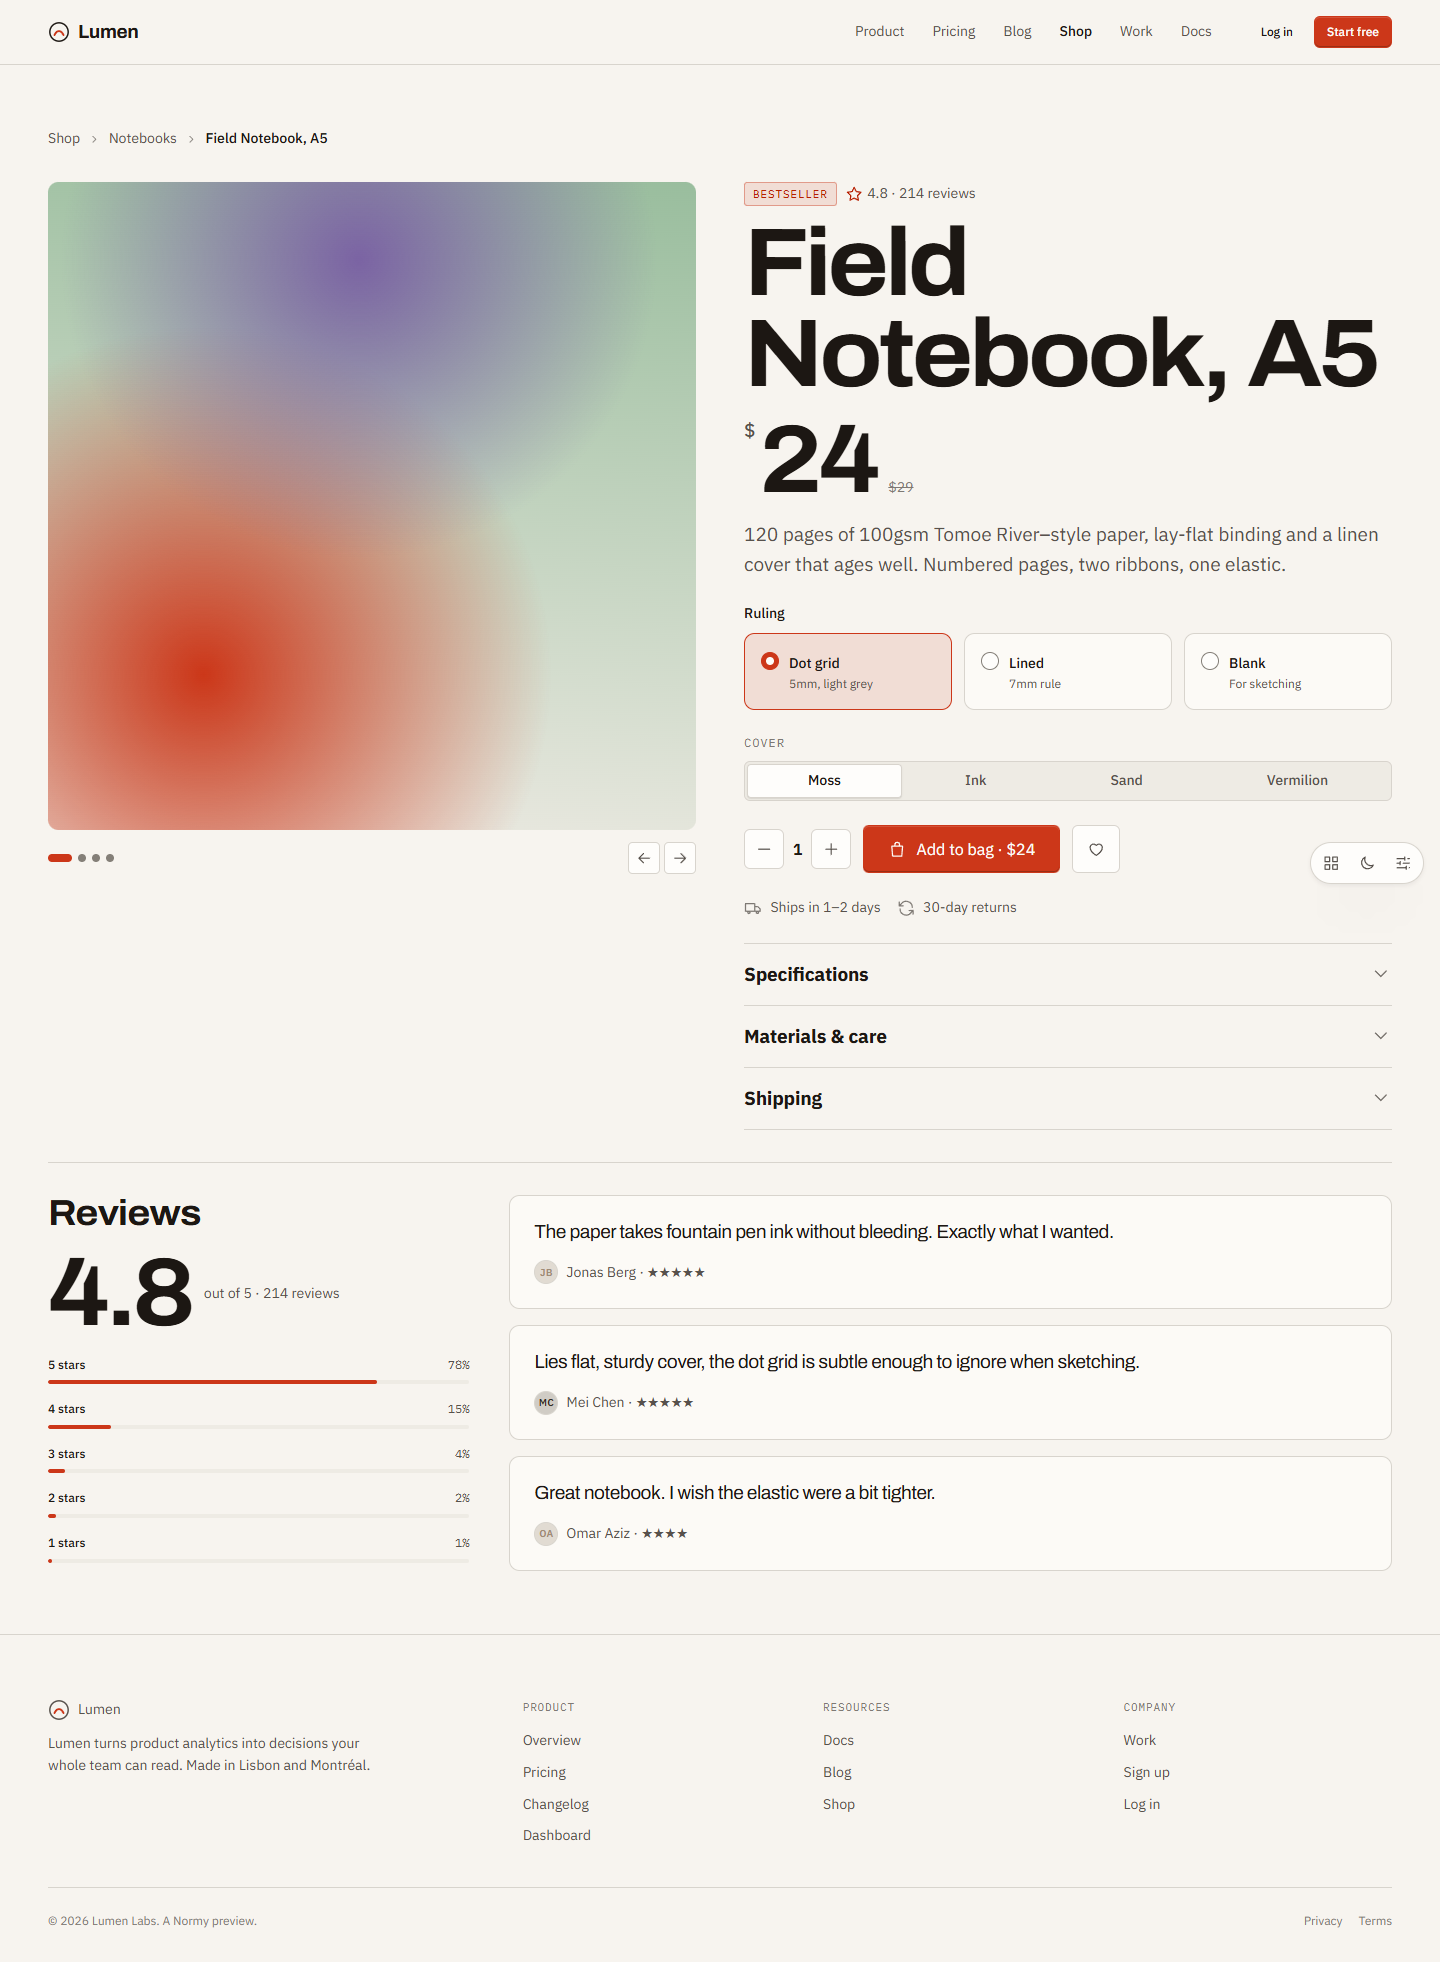 Lumen
Product
Pricing
Blog
Shop
Work
Docs
Log in
Start free
Shop
Notebooks
Field Notebook, A5
BESTSELLER
4.8 · 214 reviews
Field
Notebook, A5
$
24
$29
120 pages of 100gsm Tomoe River–style paper, lay-flat binding and a linen
cover that ages well. Numbered pages, two ribbons, one elastic.
Ruling
Dot grid
5mm, light grey
Lined
7mm rule
Blank
For sketching
COVER
Moss
Ink
Sand
Vermilion
1
Add to bag · $24
Ships in 1–2 days
30-day returns
Specifications
Materials & care
Shipping
Reviews
4.8
out of 5 · 214 reviews
5 stars
78%
4 stars
15%
3 stars
4%
2 stars
2%
1 stars
1%
The paper takes fountain pen ink without bleeding. Exactly what I wanted.
JB
Jonas Berg · ★★★★★
Lies flat, sturdy cover, the dot grid is subtle enough to ignore when sketching.
MC
Mei Chen · ★★★★★
Great notebook. I wish the elastic were a bit tighter.
OA
Omar Aziz · ★★★★
Lumen
Lumen turns product analytics into decisions your
whole team can read. Made in Lisbon and Montréal.
PRODUCT
Overview
Pricing
Changelog
Dashboard
RESOURCES
Docs
Blog
Shop
COMPANY
Work
Sign up
Log in
© 2026 Lumen Labs. A Normy preview.
Privacy
Terms